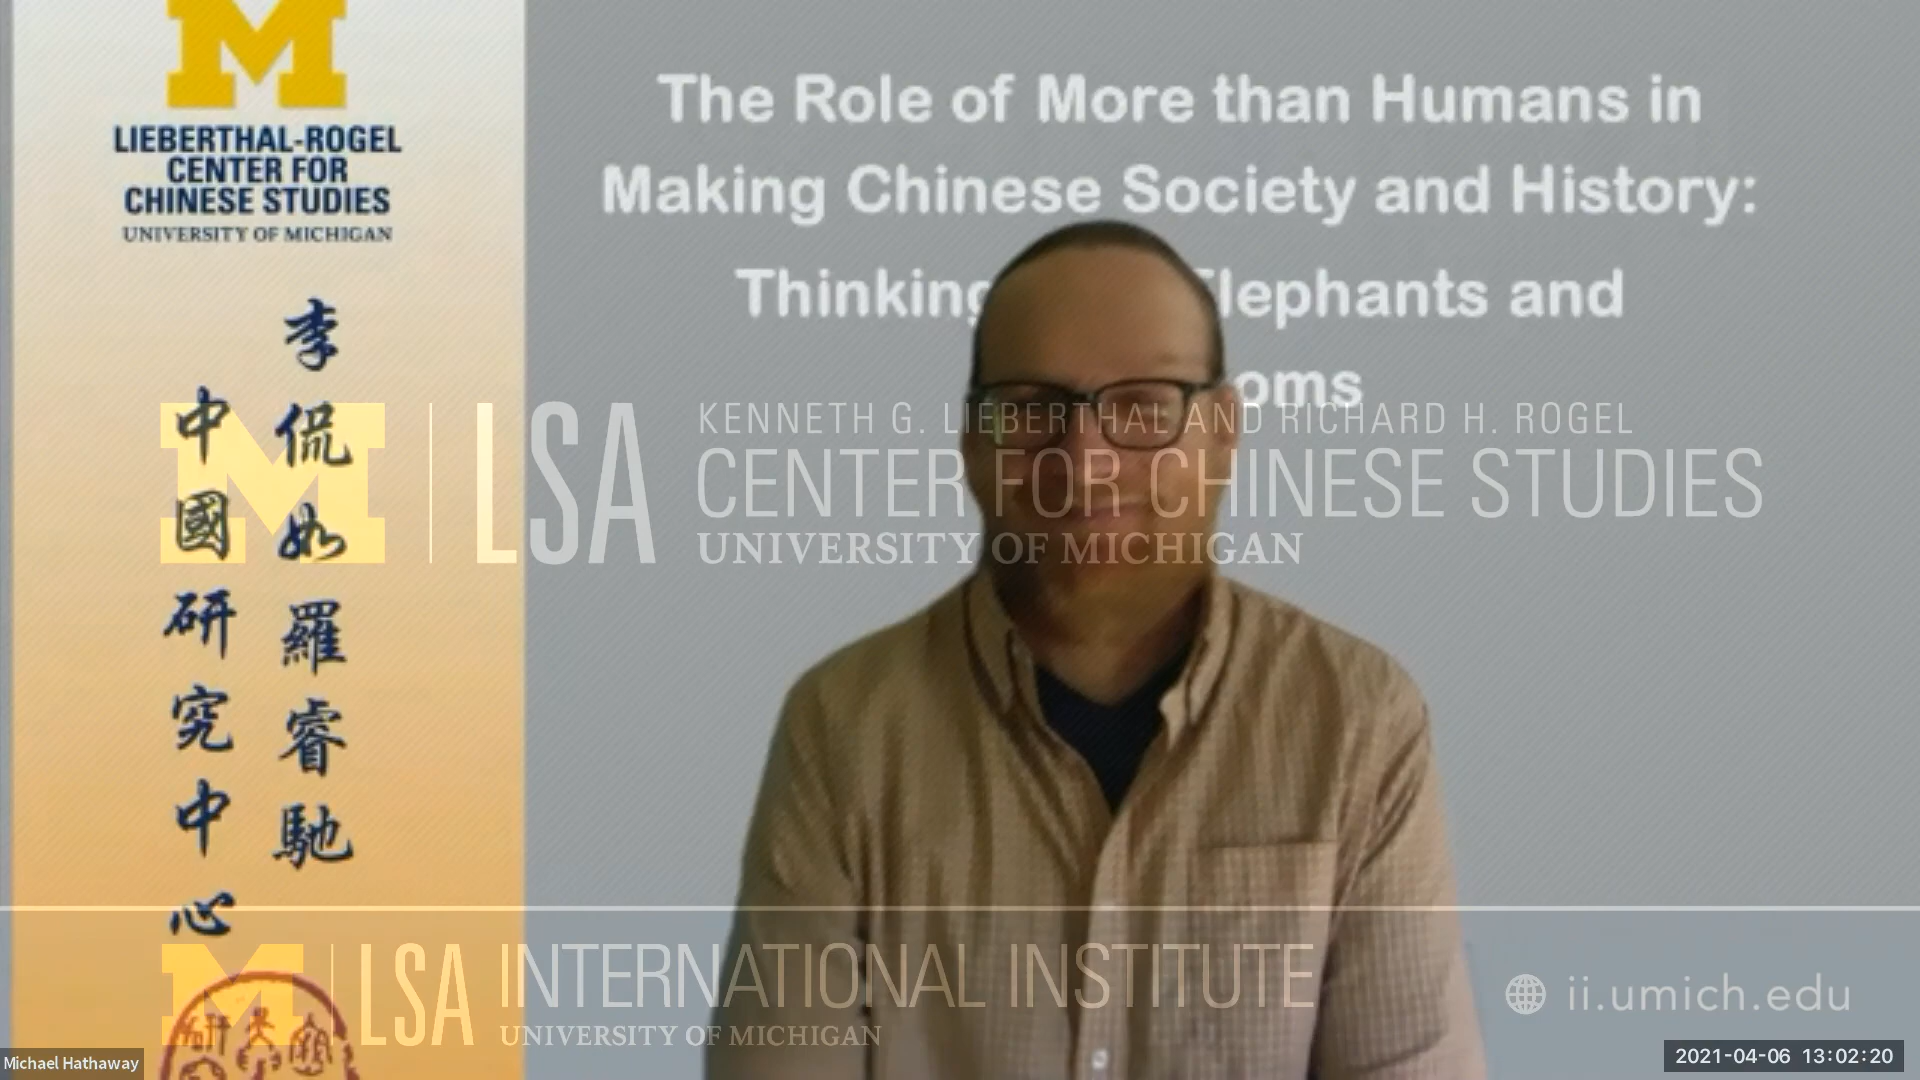 M
LIEBERTHAL-ROGEL
CENTER FOR
CHINESE STUDIES
UNIVERSITY OF MICHIGAN
李侃如羅睿馳
中國研究中心
The Role of More than Humans in
Making Chinese Society and History:
Thinking lephants and
oms
M LSA
KENNETH G. LIEBERTHAL AND RICHARD H. ROGEL
CENTER FOR CHINESE STUDIES
UNIVERSITY OF MICHIGAN
M LSA INTERNATIONAL INSTITUTE
UNIVERSITY OF MICHIGAN
ii.umich.edu
Michael Hathaway
2021-04-06 13:02:20